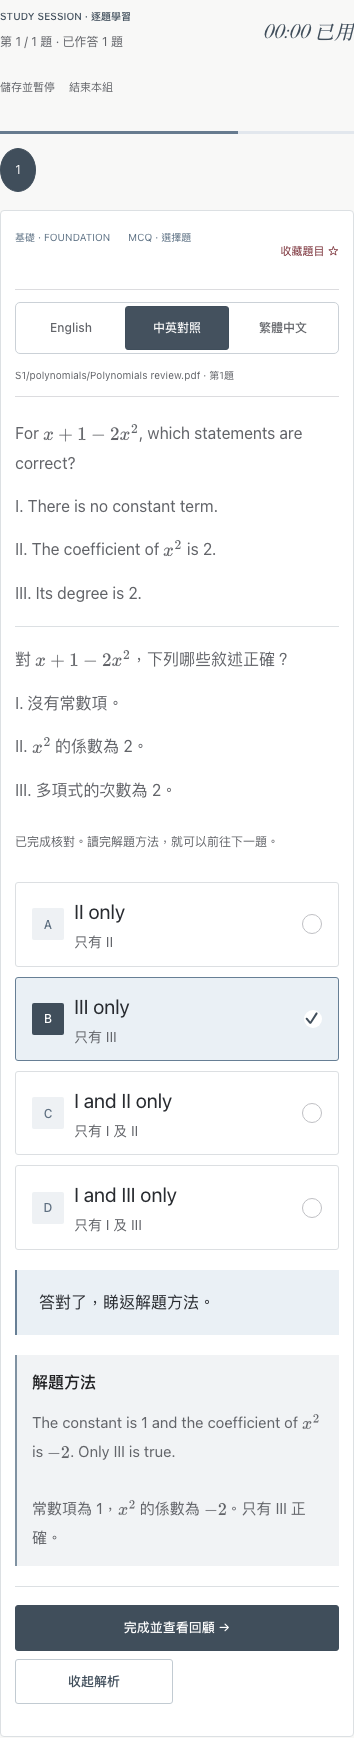 STUDY SESSION · 逐題學習
00:00 已用
第 1 / 1 題 · 已作答 1 題
儲存並暫停 結束本組
1
基礎 · FOUNDATION MCQ · 選擇題
收藏題目 ☆
English 中英對照 繁體中文
S1/polynomials/Polynomials review.pdf · 第1題
For x + 1 − 2x², which statements are
correct?
I. There is no constant term.
II. The coefficient of x² is 2.
III. Its degree is 2.
對 x + 1 − 2x²，下列哪些敘述正確？
I. 沒有常數項。
II. x² 的係數為 2。
III. 多項式的次數為 2。
已完成核對。讀完解題方法，就可以前往下一題。
A II only
只有 II
B III only
只有 III
C I and II only
只有 I 及 II
D I and III only
只有 I 及 III
答對了，睇返解題方法。
解題方法
The constant is 1 and the coefficient of x²
is −2. Only III is true.
常數項為 1，x² 的係數為 −2。只有 III 正
確。
完成並查看回顧 →
收起解析